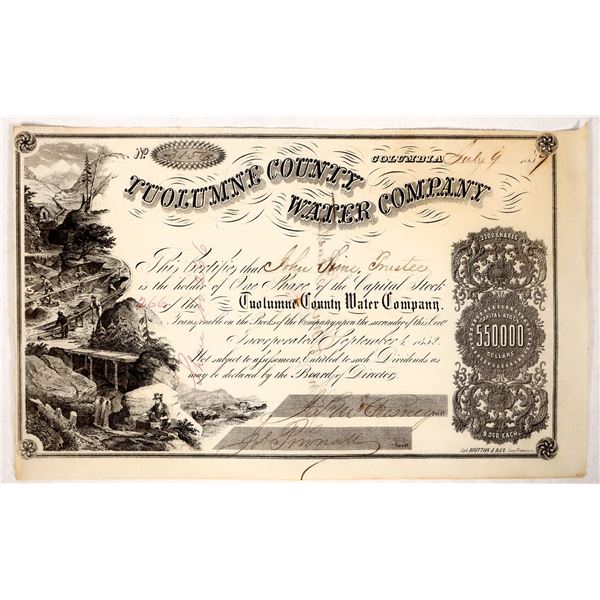 No.
COLUMBIA July 9 1859
TUOLUMNE COUNTY
WATER COMPANY
This Certifies that John Sime, Trustee
is the holder of One Share of the Capital Stock
266 of the Tuolumne County Water Company.
Transferable on the Books of the Company upon the surrender of this Cert.
Incorporated September 4, 1852.
Not subject to assessment, Entitled to such Dividends as
may be declared by the Board of Directors
Secy.
2200 SHARES
CAPITAL STOCK
550,000
DOLLARS
$250 EACH
Lith. BRITTON & REY. San Francisco